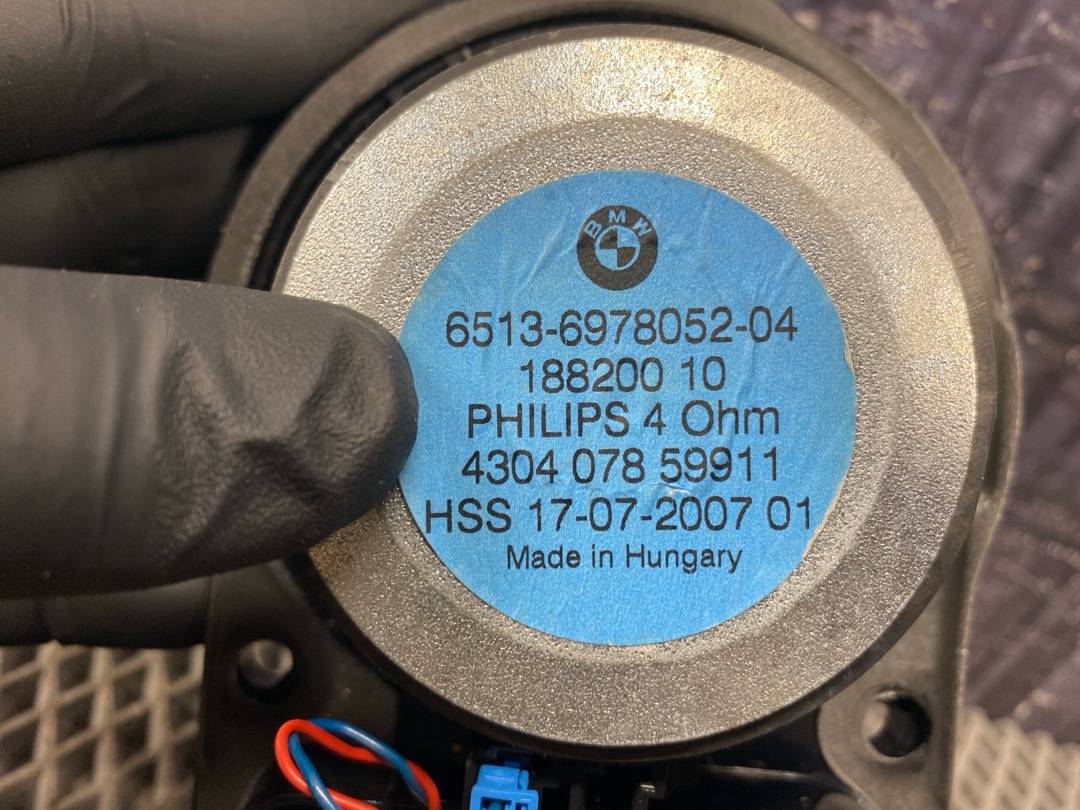 BMW
6513-6978052-04
188200 10
PHILIPS 4 Ohm
4304 078 59911
HSS 17-07-2007 01
Made in Hungary